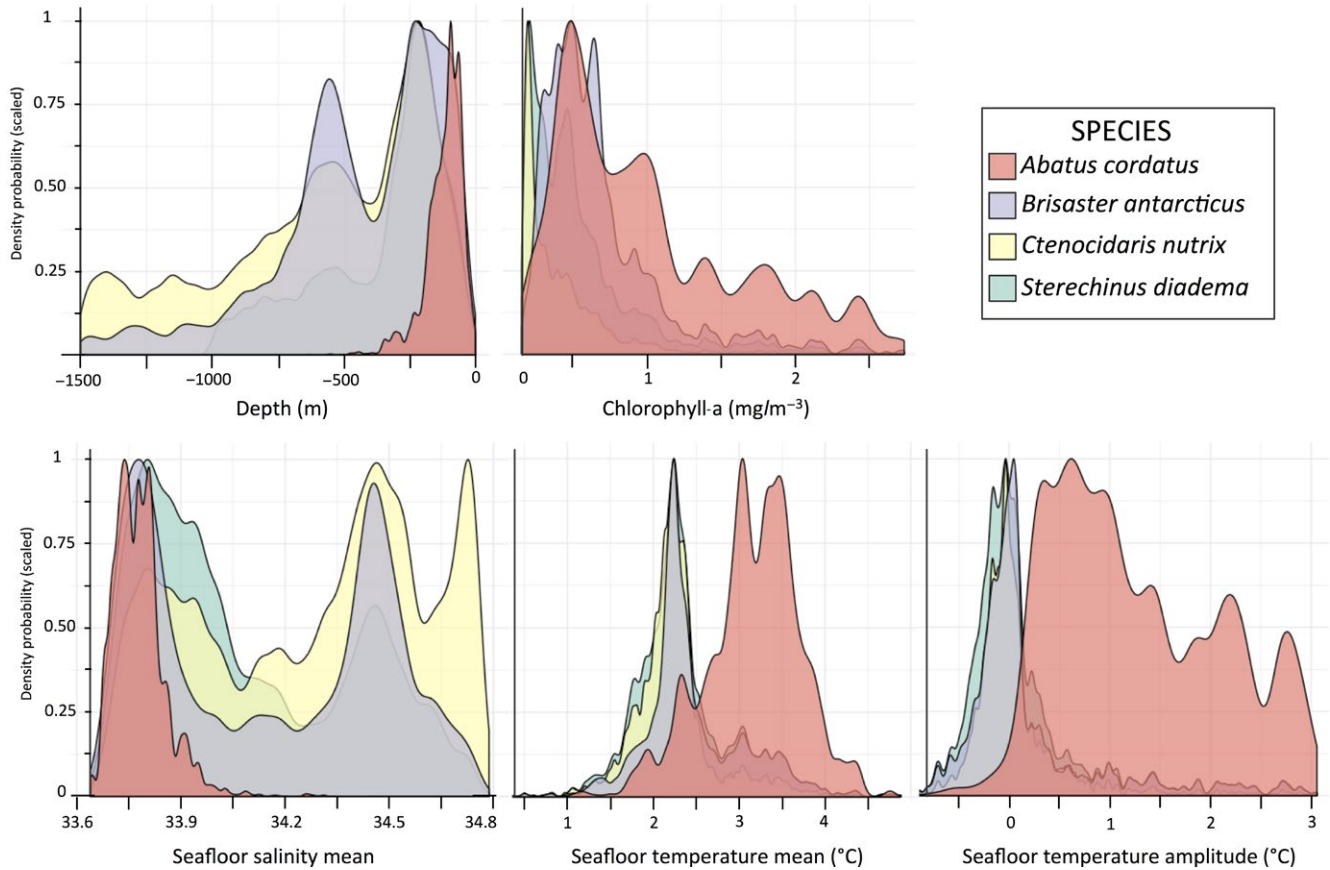 Density probability (scaled)
1
0.75
0.50
0.25
−1500
−1000
−500
0
Depth (m)
0
1
2
Chlorophyll-a (mg/m⁻³)
SPECIES
Abatus cordatus
Brisaster antarcticus
Ctenocidaris nutrix
Sterechinus diadema
Density probability (scaled)
1
0.75
0.50
0.25
0
33.6
33.9
34.2
34.5
34.8
Seafloor salinity mean
1
2
3
4
Seafloor temperature mean (°C)
0
1
2
3
Seafloor temperature amplitude (°C)